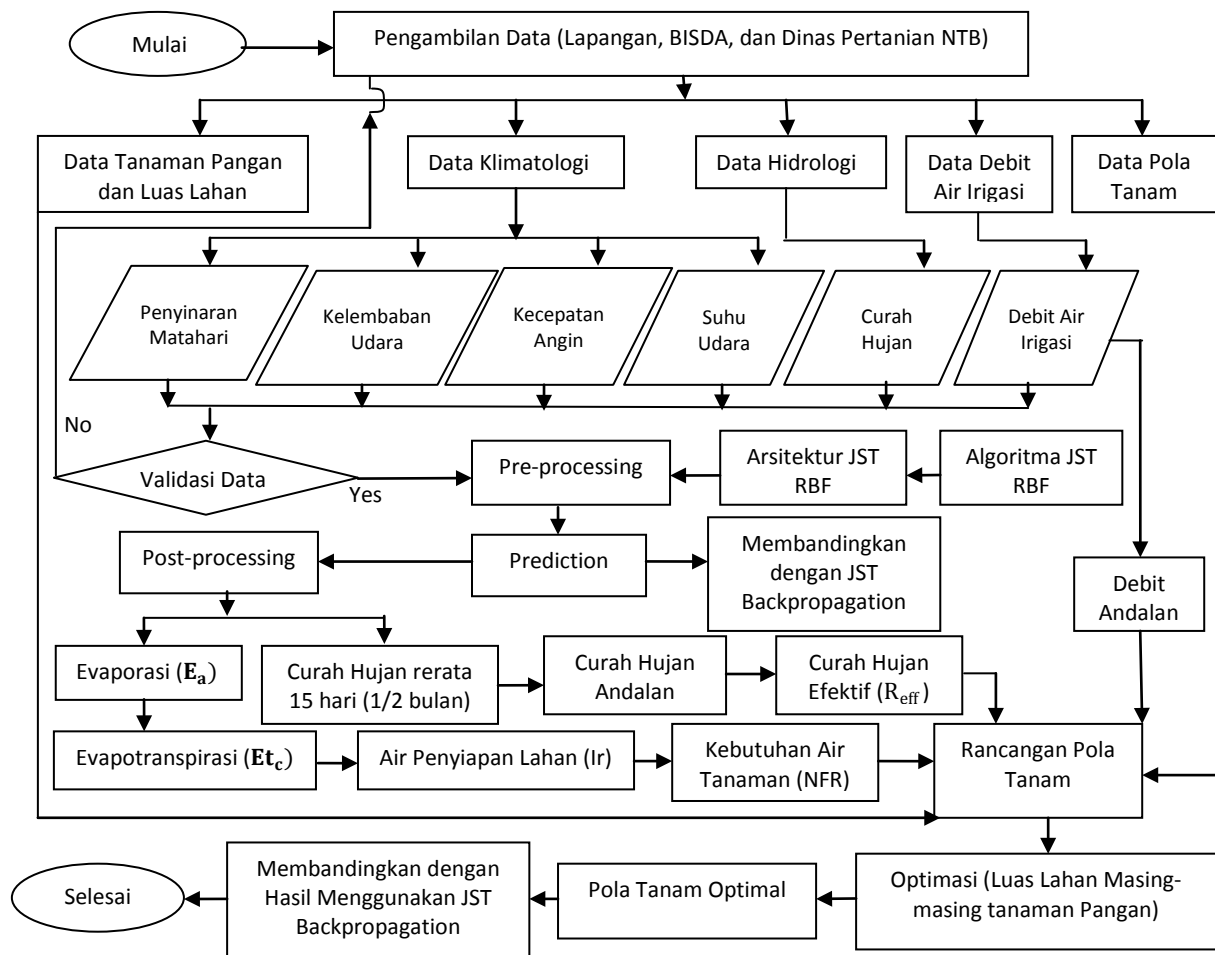 Mulai
Pengambilan Data (Lapangan, BISDA, dan Dinas Pertanian NTB)
Data Tanaman Pangan
dan Luas Lahan
Data Klimatologi
Data Hidrologi
Data Debit
Air Irigasi
Data Pola
Tanam
Penyinaran
Matahari
Kelembaban
Udara
Kecepatan
Angin
Suhu
Udara
Curah
Hujan
Debit Air
Irigasi
No
Validasi Data
Yes
Pre-processing
Arsitektur JST
RBF
Algoritma JST
RBF
Post-processing
Prediction
Membandingkan
dengan JST
Backpropagation
Debit
Andalan
Evaporasi (Ea)
Curah Hujan rerata
15 hari (1/2 bulan)
Curah Hujan
Andalan
Curah Hujan
Efektif (Reff)
Evapotranspirasi (Etc)
Air Penyiapan Lahan (Ir)
Kebutuhan Air
Tanaman (NFR)
Rancangan Pola
Tanam
Selesai
Membandingkan dengan
Hasil Menggunakan JST
Backpropagation
Pola Tanam Optimal
Optimasi (Luas Lahan Masing-
masing tanaman Pangan)